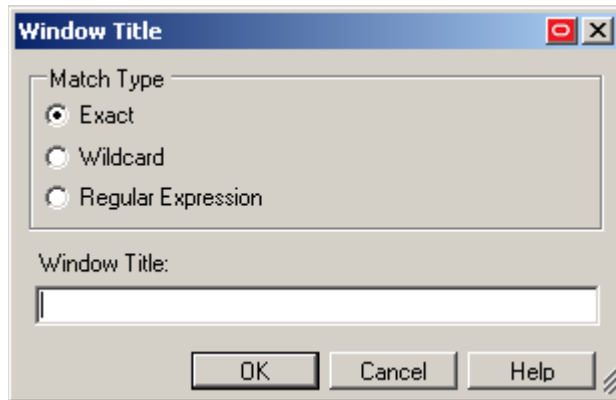 Window Title
Match Type
Exact
Wildcard
Regular Expression
Window Title:
OK Cancel Help